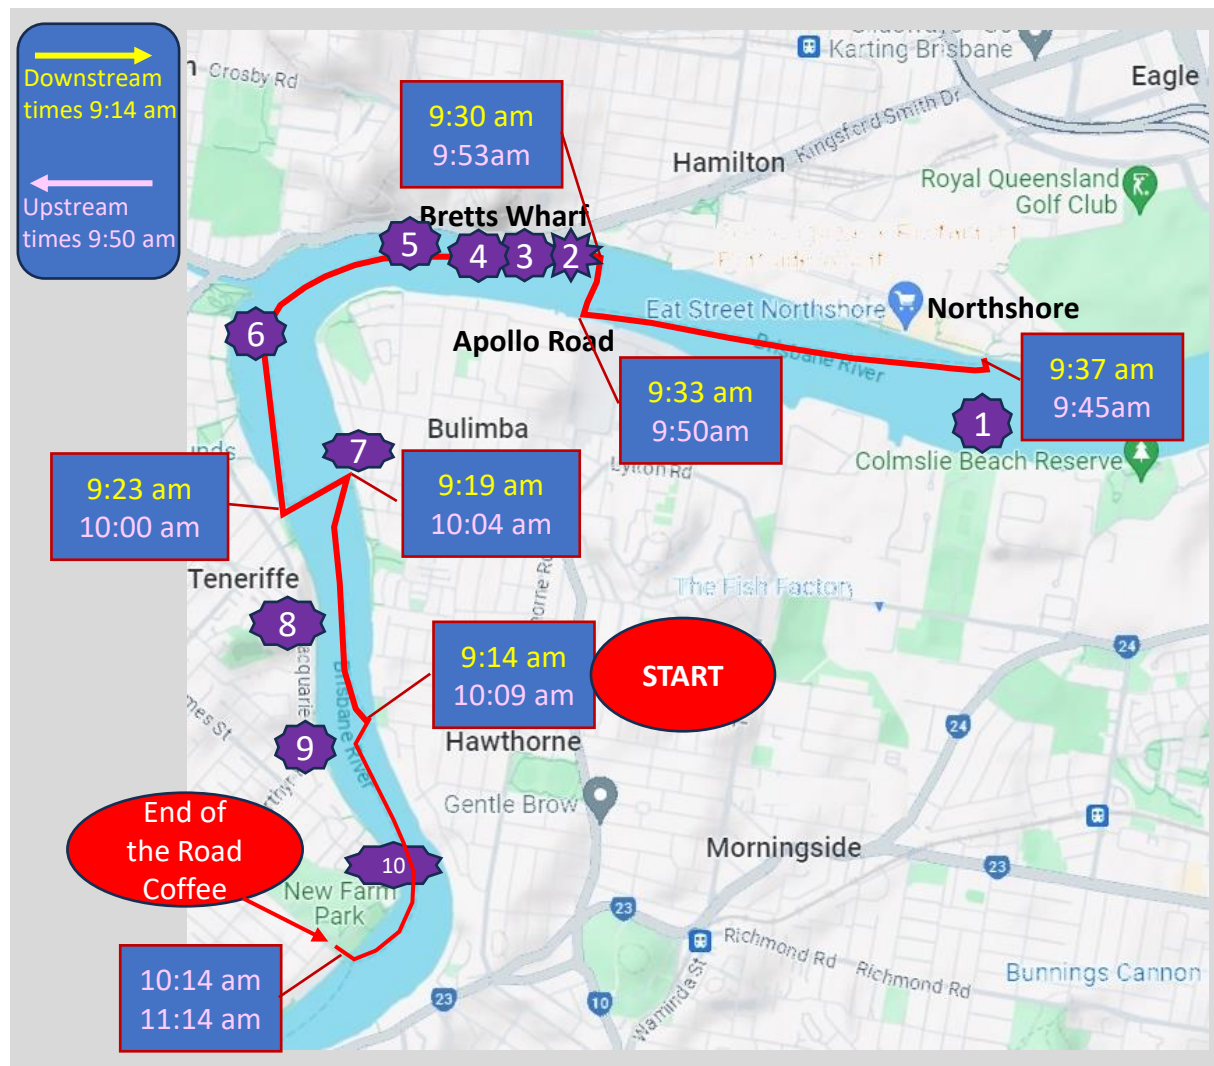 Downstream
times 9:14 am
Upstream
times 9:50 am
Crosby Rd
Karting Brisbane
Eagle
9:30 am
9:53am
Hamilton
Kingsford Smith Dr
Royal Queensland
Golf Club
Bretts Wharf
5
4
3
2
Eat Street Northshore
Northshore
6
Apollo Road
Brisbane River
9:33 am
9:50am
9:37 am
9:45am
1
Colmslie Beach Reserve
Bulimba
7
Lytton Rd
9:23 am
10:00 am
9:19 am
10:04 am
Teneriffe
The Fish Factory
8
acquarie
Brisbane River
9:14 am
10:09 am
START
24
24
mes St
9
Hawthorne
Gentle Brow
End of
the Road
Coffee
10
Morningside
23
New Farm
Park
23
Richmond Rd
Richmond Rd
Bunnings Cannon
10:14 am
11:14 am
23
10
Waminda St